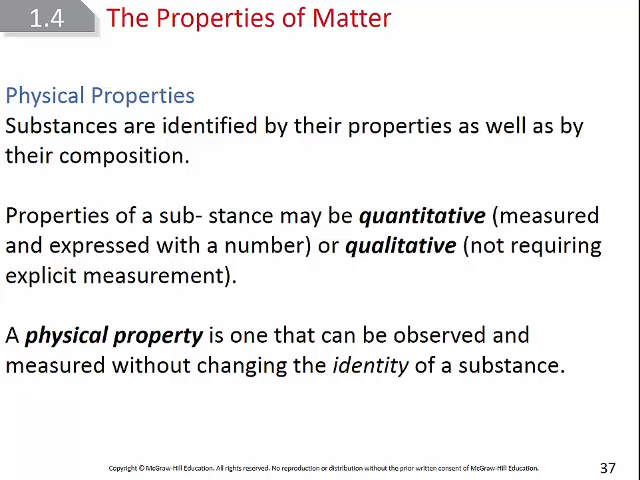 1.4
The Properties of Matter
Physical Properties
Substances are identified by their properties as well as by
their composition.
Properties of a sub- stance may be quantitative (measured
and expressed with a number) or qualitative (not requiring
explicit measurement).
A physical property is one that can be observed and
measured without changing the identity of a substance.
Copyright © McGraw-Hill Education. All rights reserved. No reproduction or distribution without the prior written consent of McGraw-Hill Education.
37